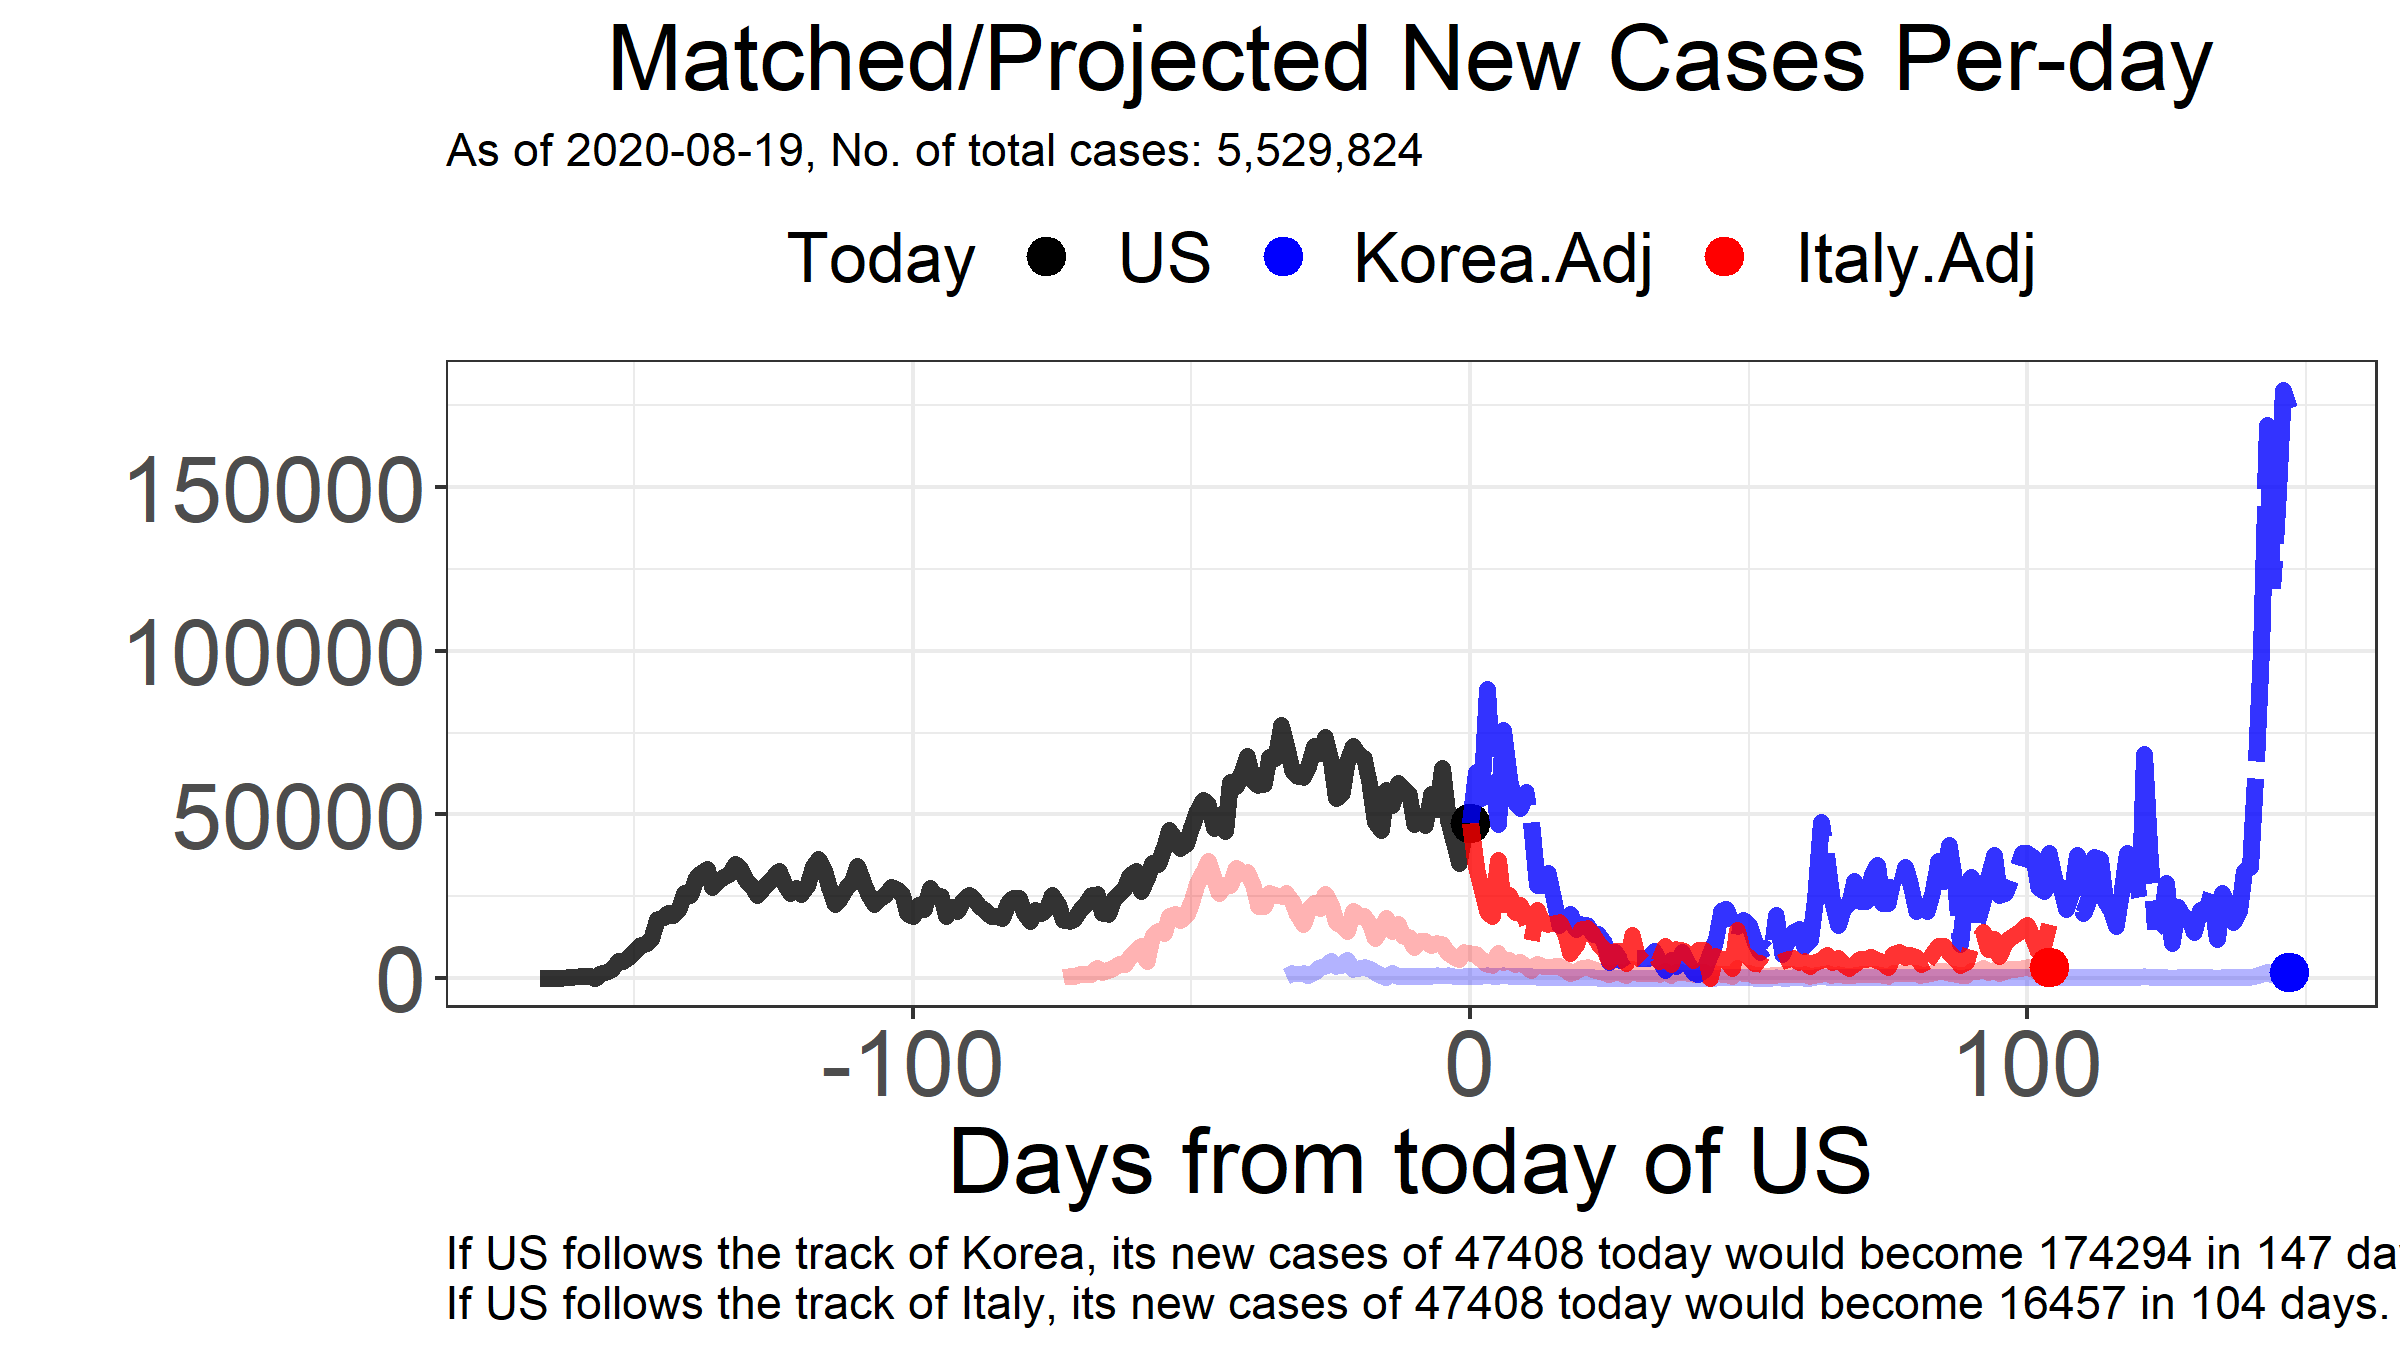 Matched/Projected New Cases Per-day
As of 2020-08-19, No. of total cases: 5,529,824
Today US Korea.Adj Italy.Adj
150000
100000
50000
0
-100 0 100
Days from today of US
If US follows the track of Korea, its new cases of 47408 today would become 174294 in 147 da
If US follows the track of Italy, its new cases of 47408 today would become 16457 in 104 days.